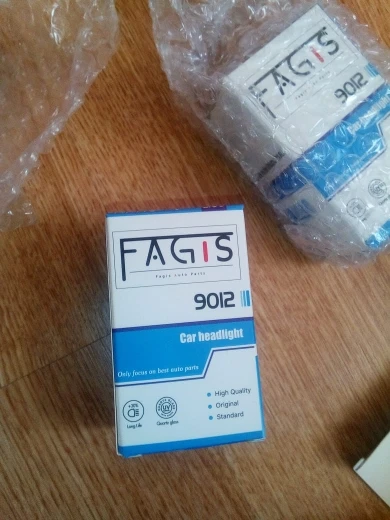 FAGIS
9012
FAGIS
Fagis Auto Parts
9012
Car headlight
Only focus on best auto parts
High Quality
Original
Standard
+30%
Long life
Quartz glass